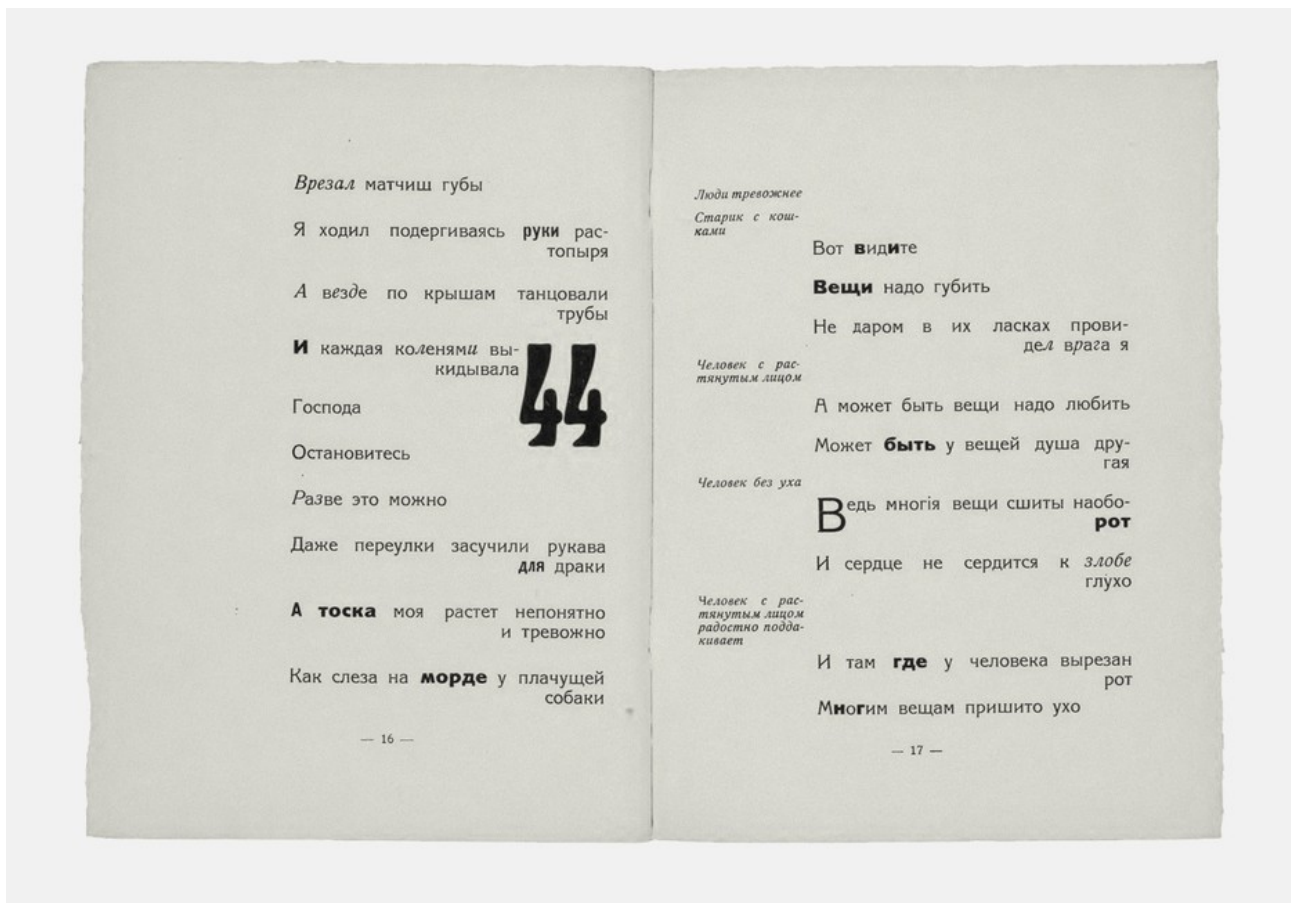 Врезал матчиш губы
Я ходил подергиваясь руки рас-
топыря
А везде по крышам танцовали
трубы
И каждая коленями вы-
кидывала
44
Господа
Остановитесь
Разве это можно
Даже переулки засучили рукава
для драки
А тоска моя растет непонятно
и тревожно
Как слеза на морде у плачущей
собаки
— 16 —
Люди тревожнее
Старик с кош-
ками
Вот видите
Вещи надо губить
Не даром в их ласках прови-
дел врага я
Человек с рас-
тянутым лицом
А может быть вещи надо любить
Может быть у вещей душа дру-
гая
Человек без уха
Ведь многія вещи сшиты наобо-
рот
И сердце не сердится к злобе
глухо
Человек с рас-
тянутым лицом
радостно подда-
кивает
И там где у человека вырезан
рот
Многим вещам пришито ухо
— 17 —